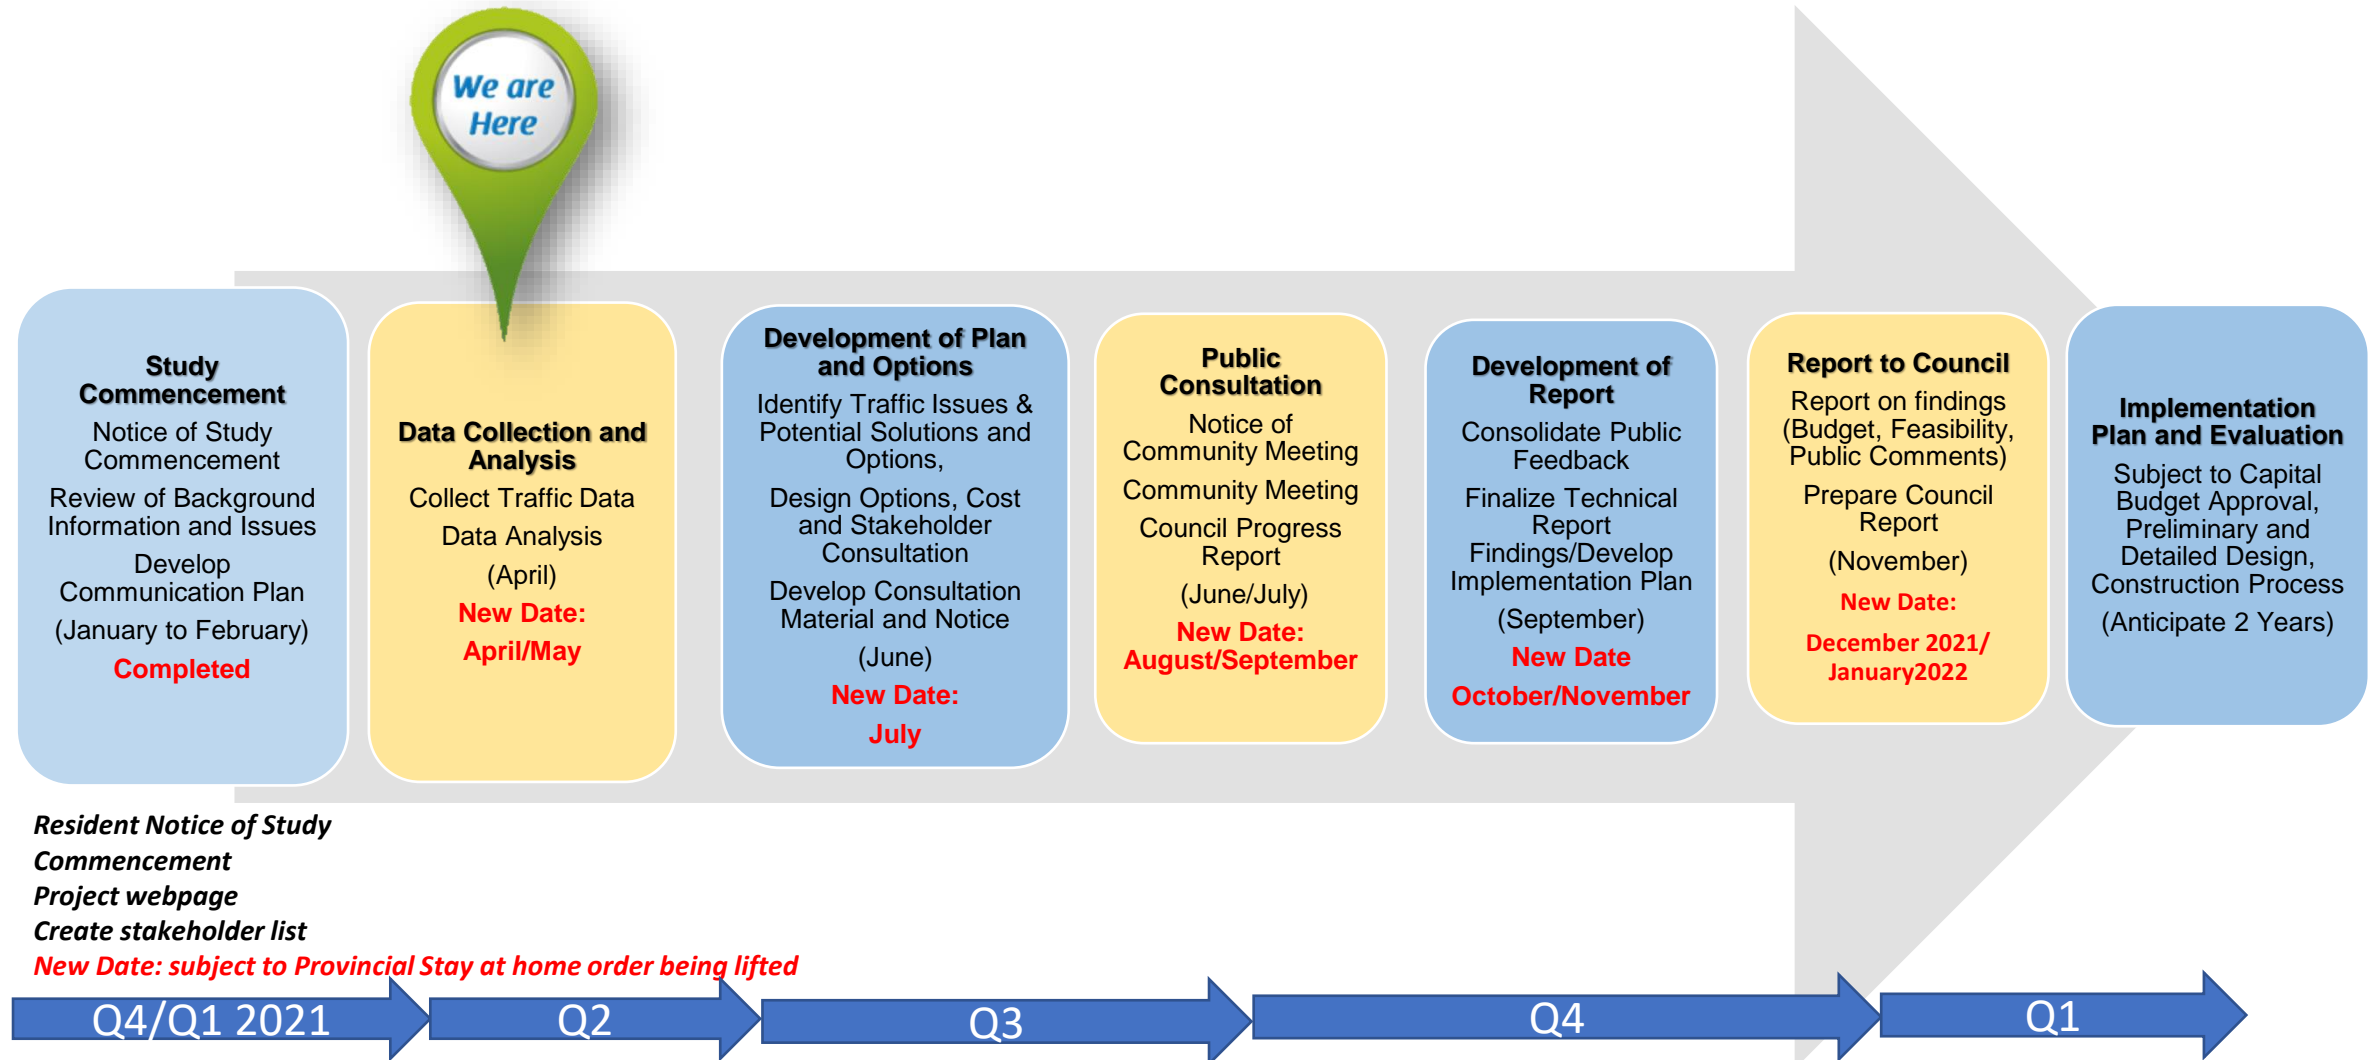 We are
Here
Study
Commencement
Notice of Study
Commencement
Review of Background
Information and Issues
Develop
Communication Plan
(January to February)
Completed
Data Collection and
Analysis
Collect Traffic Data
Data Analysis
(April)
New Date:
April/May
Development of Plan
and Options
Identify Traffic Issues &
Potential Solutions and
Options,
Design Options, Cost
and Stakeholder
Consultation
Develop Consultation
Material and Notice
(June)
New Date:
July
Public
Consultation
Notice of
Community Meeting
Community Meeting
Council Progress
Report
(June/July)
New Date:
August/September
Development of
Report
Consolidate Public
Feedback
Finalize Technical
Report
Findings/Develop
Implementation Plan
(September)
New Date
October/November
Report to Council
Report on findings
(Budget, Feasibility,
Public Comments)
Prepare Council
Report
(November)
New Date:
December 2021/
January2022
Implementation
Plan and Evaluation
Subject to Capital
Budget Approval,
Preliminary and
Detailed Design,
Construction Process
(Anticipate 2 Years)
Resident Notice of Study
Commencement
Project webpage
Create stakeholder list
New Date: subject to Provincial Stay at home order being lifted
Q4/Q1 2021
Q2
Q3
Q4
Q1